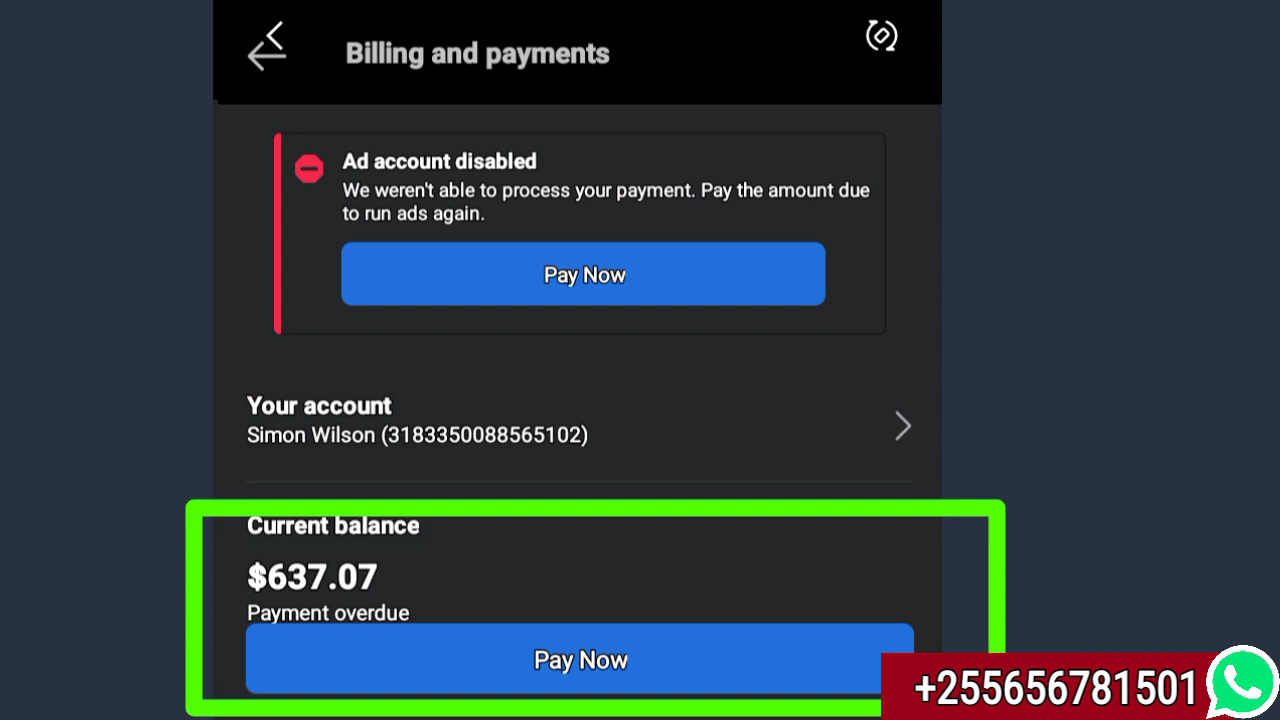 Billing and payments
Ad account disabled
We weren't able to process your payment. Pay the amount due
to run ads again.
Pay Now
Your account
Simon Wilson (3183350088565102)
Current balance
$637.07
Payment overdue
Pay Now
+255656781501